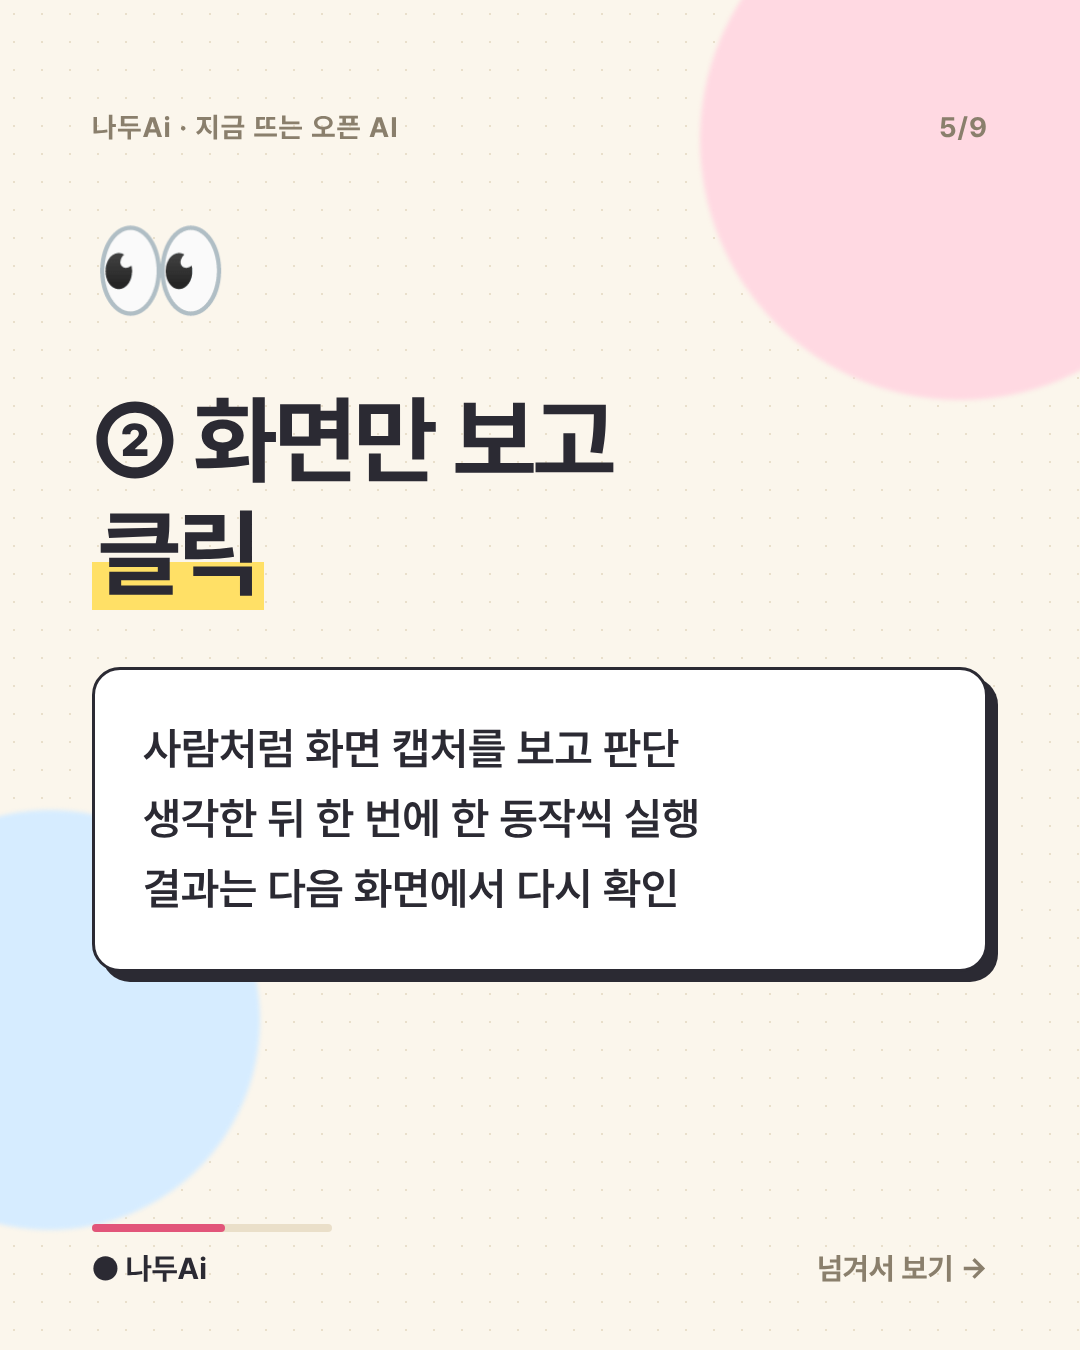 나두Ai · 지금 뜨는 오픈 AI
5/9
② 화면만 보고
클릭
사람처럼 화면 캡처를 보고 판단
생각한 뒤 한 번에 한 동작씩 실행
결과는 다음 화면에서 다시 확인
나두Ai
넘겨서 보기 →